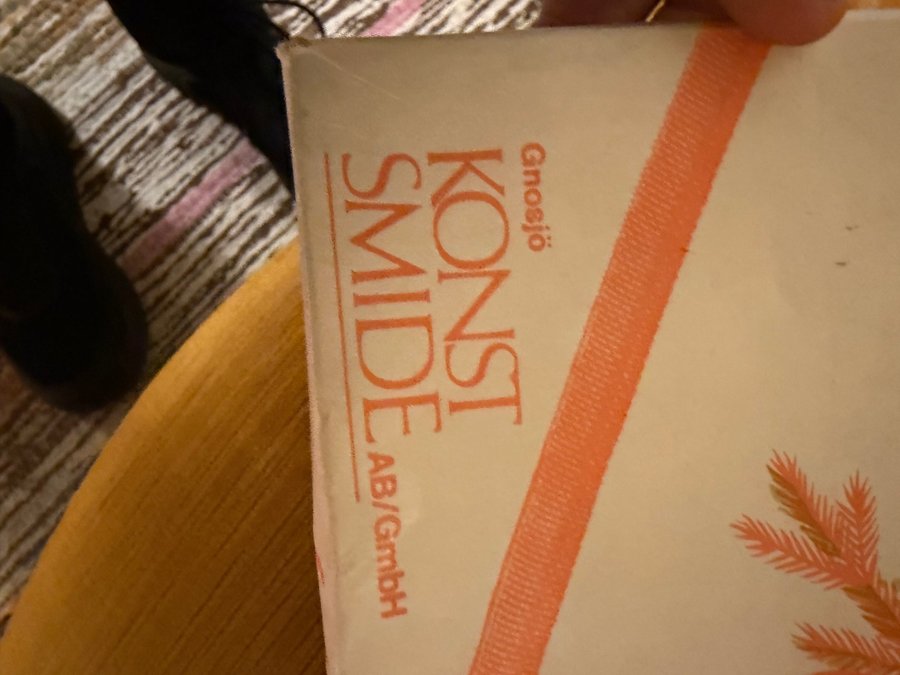 Gnosjö
KONST
SMIDE AB/GmbH